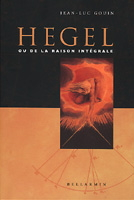 JEAN-LUC GOUIN
HEGEL
OU DE LA RAISON INTÉGRALE
BELLARMIN